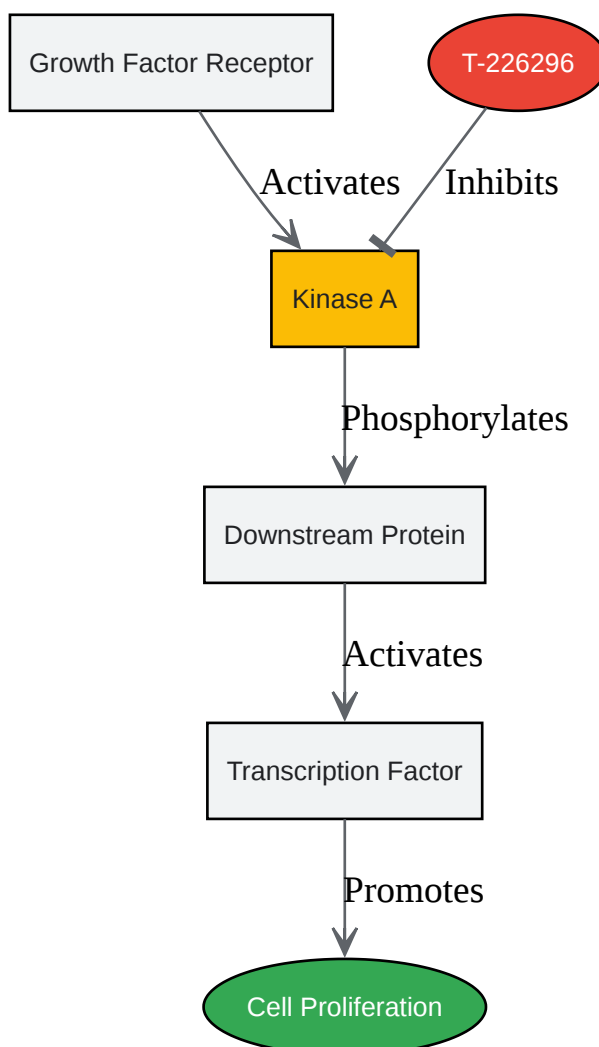 Growth Factor Receptor
T-226296
Activates
Inhibits
Kinase A
Phosphorylates
Downstream Protein
Activates
Transcription Factor
Promotes
Cell Proliferation